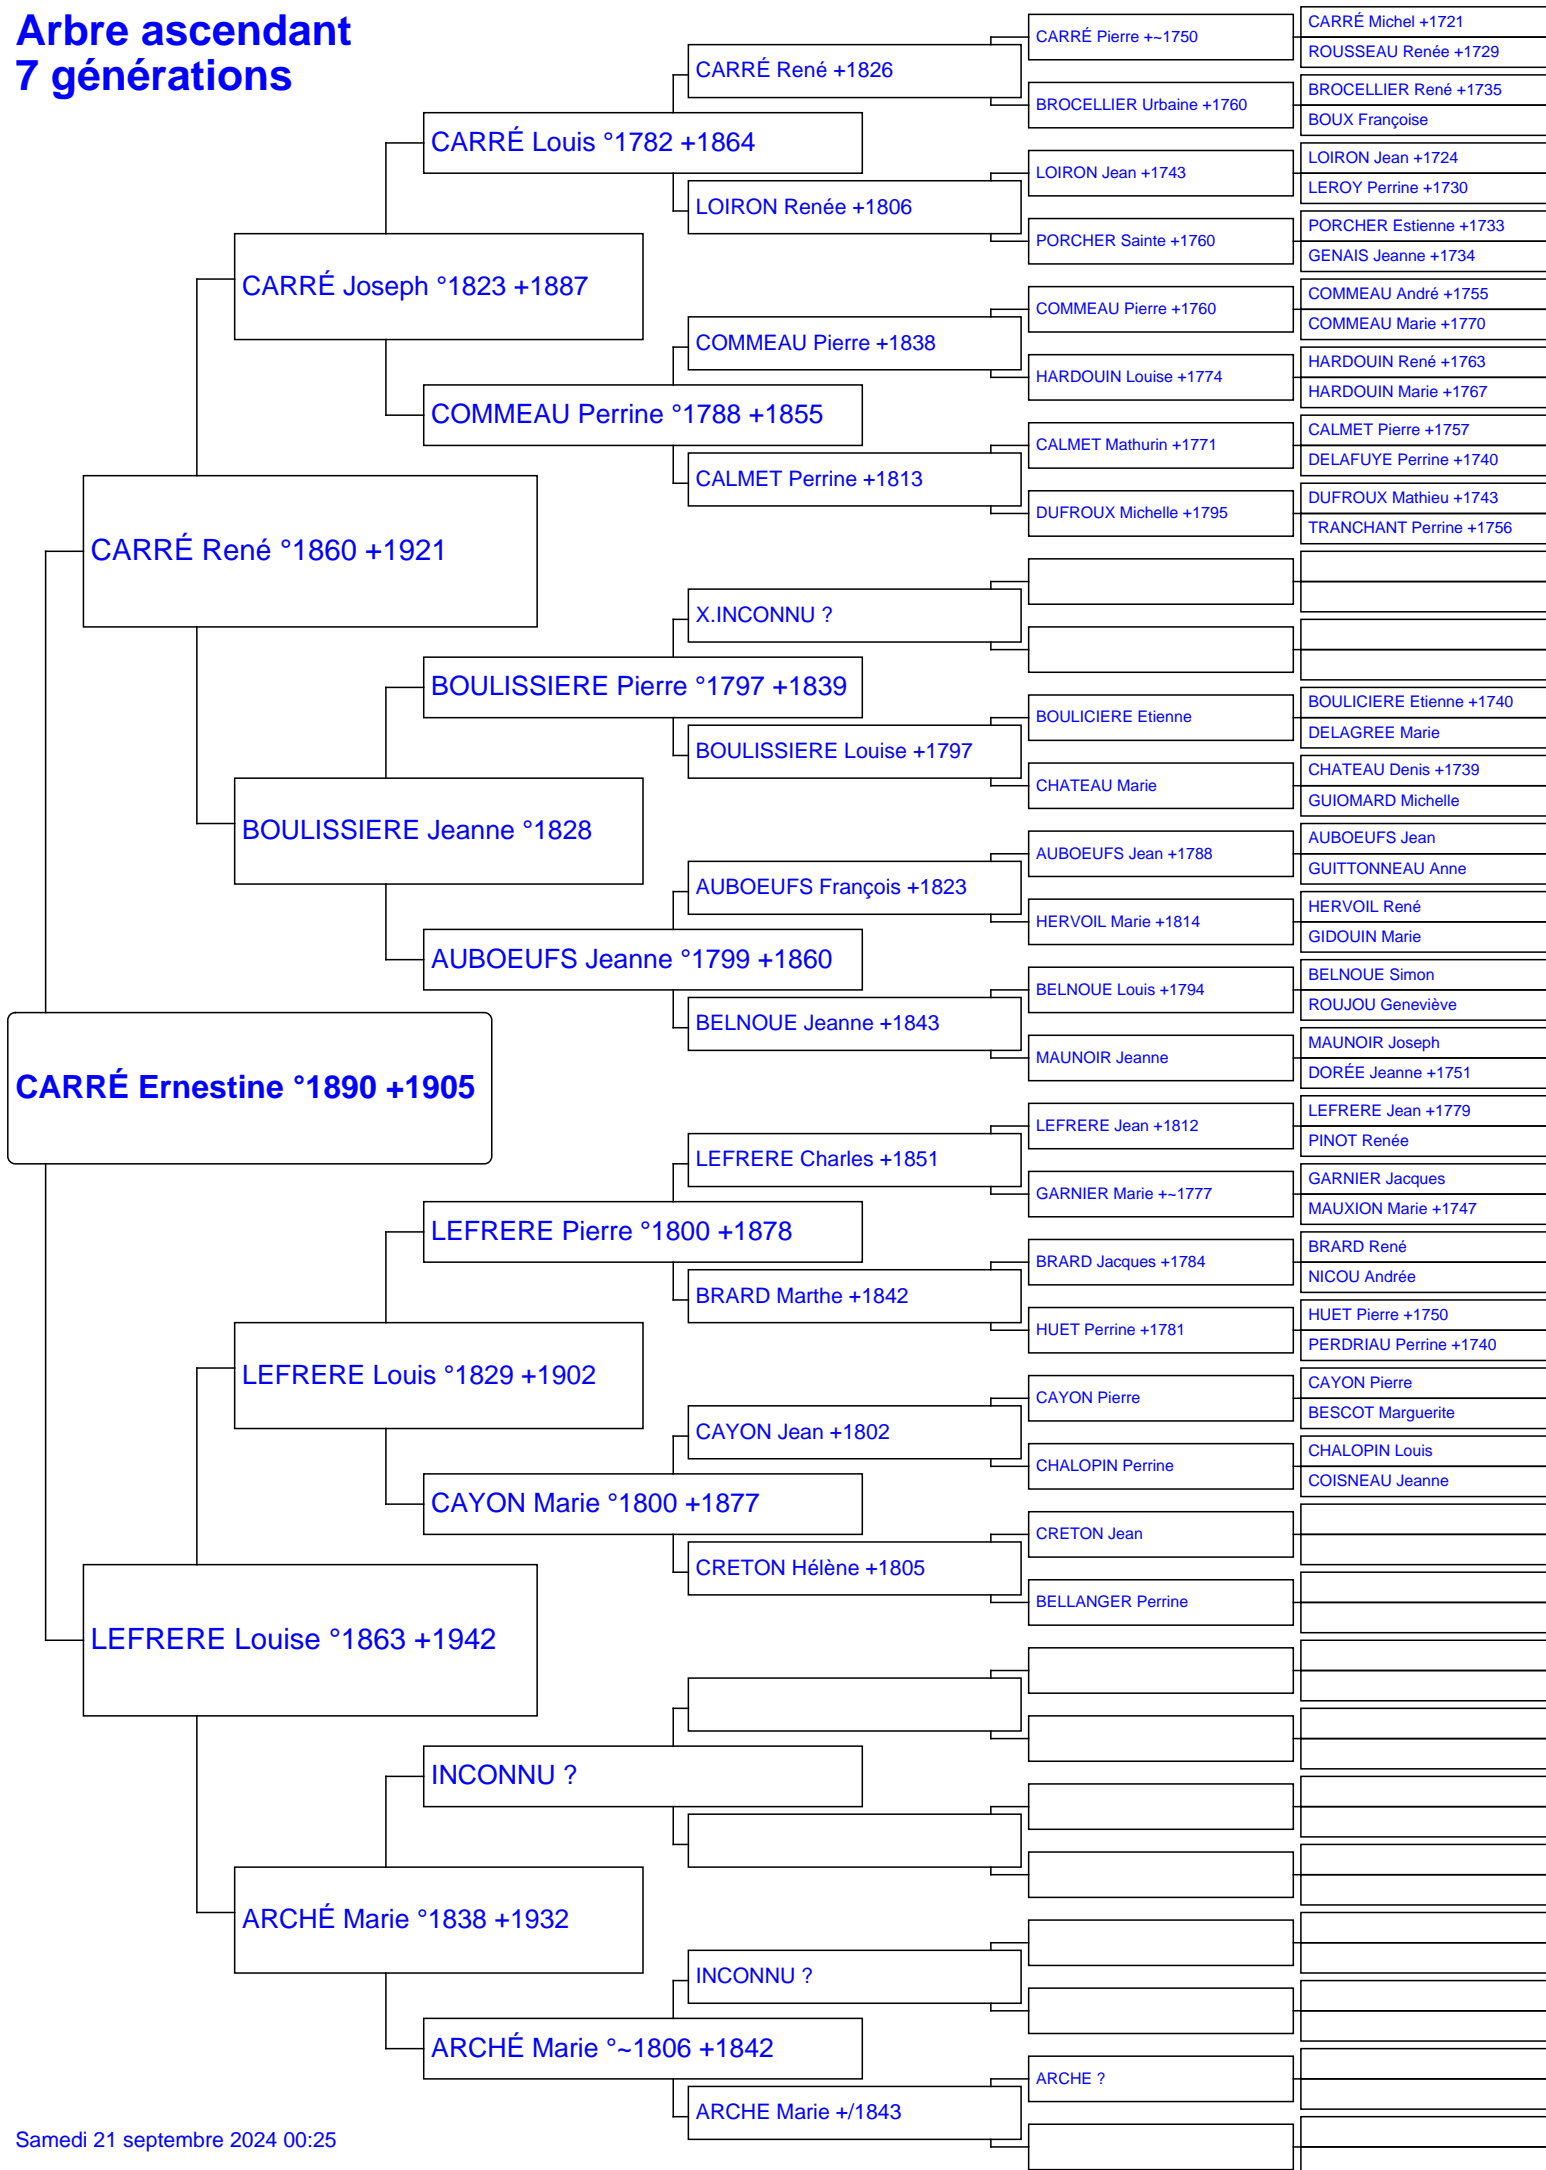 Arbre ascendant
7 générations
CARRÉ Ernestine °1890 +1905
CARRÉ René °1860 +1921
LEFRERE Louise °1863 +1942
CARRÉ Joseph °1823 +1887
BOULISSIERE Jeanne °1828
LEFRERE Louis °1829 +1902
ARCHÉ Marie °1838 +1932
CARRÉ Louis °1782 +1864
COMMEAU Perrine °1788 +1855
BOULISSIERE Pierre °1797 +1839
AUBOEUFS Jeanne °1799 +1860
LEFRERE Pierre °1800 +1878
CAYON Marie °1800 +1877
INCONNU ?
ARCHÉ Marie °~1806 +1842
CARRÉ René +1826
LOIRON Renée +1806
COMMEAU Pierre +1838
CALMET Perrine +1813
X.INCONNU ?
BOULISSIERE Louise +1797
AUBOEUFS François +1823
BELNOUE Jeanne +1843
LEFRERE Charles +1851
BRARD Marthe +1842
CAYON Jean +1802
CRETON Hélène +1805
INCONNU ?
ARCHE Marie +/1843
CARRÉ Pierre +~1750
BROCELLIER Urbaine +1760
LOIRON Jean +1743
PORCHER Sainte +1760
COMMEAU Pierre +1760
HARDOUIN Louise +1774
CALMET Mathurin +1771
DUFROUX Michelle +1795
BOULICIERE Etienne
CHATEAU Marie
AUBOEUFS Jean +1788
HERVOIL Marie +1814
BELNOUE Louis +1794
MAUNOIR Jeanne
LEFRERE Jean +1812
GARNIER Marie +~1777
BRARD Jacques +1784
HUET Perrine +1781
CAYON Pierre
CHALOPIN Perrine
CRETON Jean
BELLANGER Perrine
ARCHE ?
CARRÉ Michel +1721
ROUSSEAU Renée +1729
BROCELLIER René +1735
BOUX Françoise
LOIRON Jean +1724
LEROY Perrine +1730
PORCHER Estienne +1733
GENAIS Jeanne +1734
COMMEAU André +1755
COMMEAU Marie +1770
HARDOUIN René +1763
HARDOUIN Marie +1767
CALMET Pierre +1757
DELAFUYE Perrine +1740
DUFROUX Mathieu +1743
TRANCHANT Perrine +1756
BOULICIERE Etienne +1740
DELAGREE Marie
CHATEAU Denis +1739
GUIOMARD Michelle
AUBOEUFS Jean
GUITTONNEAU Anne
HERVOIL René
GIDOUIN Marie
BELNOUE Simon
ROUJOU Geneviève
MAUNOIR Joseph
DORÉE Jeanne +1751
LEFRERE Jean +1779
PINOT Renée
GARNIER Jacques
MAUXION Marie +1747
BRARD René
NICOU Andrée
HUET Pierre +1750
PERDRIAU Perrine +1740
CAYON Pierre
BESCOT Marguerite
CHALOPIN Louis
COISNEAU Jeanne
Samedi 21 septembre 2024 00:25